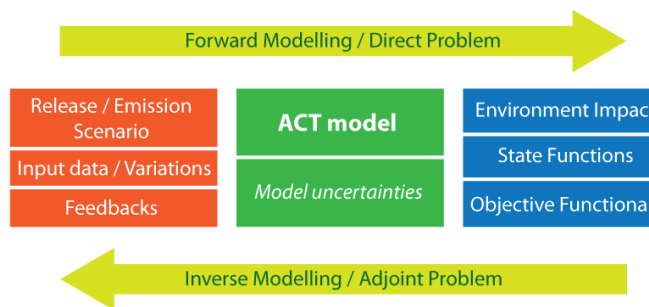 Forward Modelling / Direct Problem
Release / Emission
Scenario
Input data / Variations
Feedbacks
ACT model
Model uncertainties
Environment Impac
State Functions
Objective Functiona
Inverse Modelling / Adjoint Problem